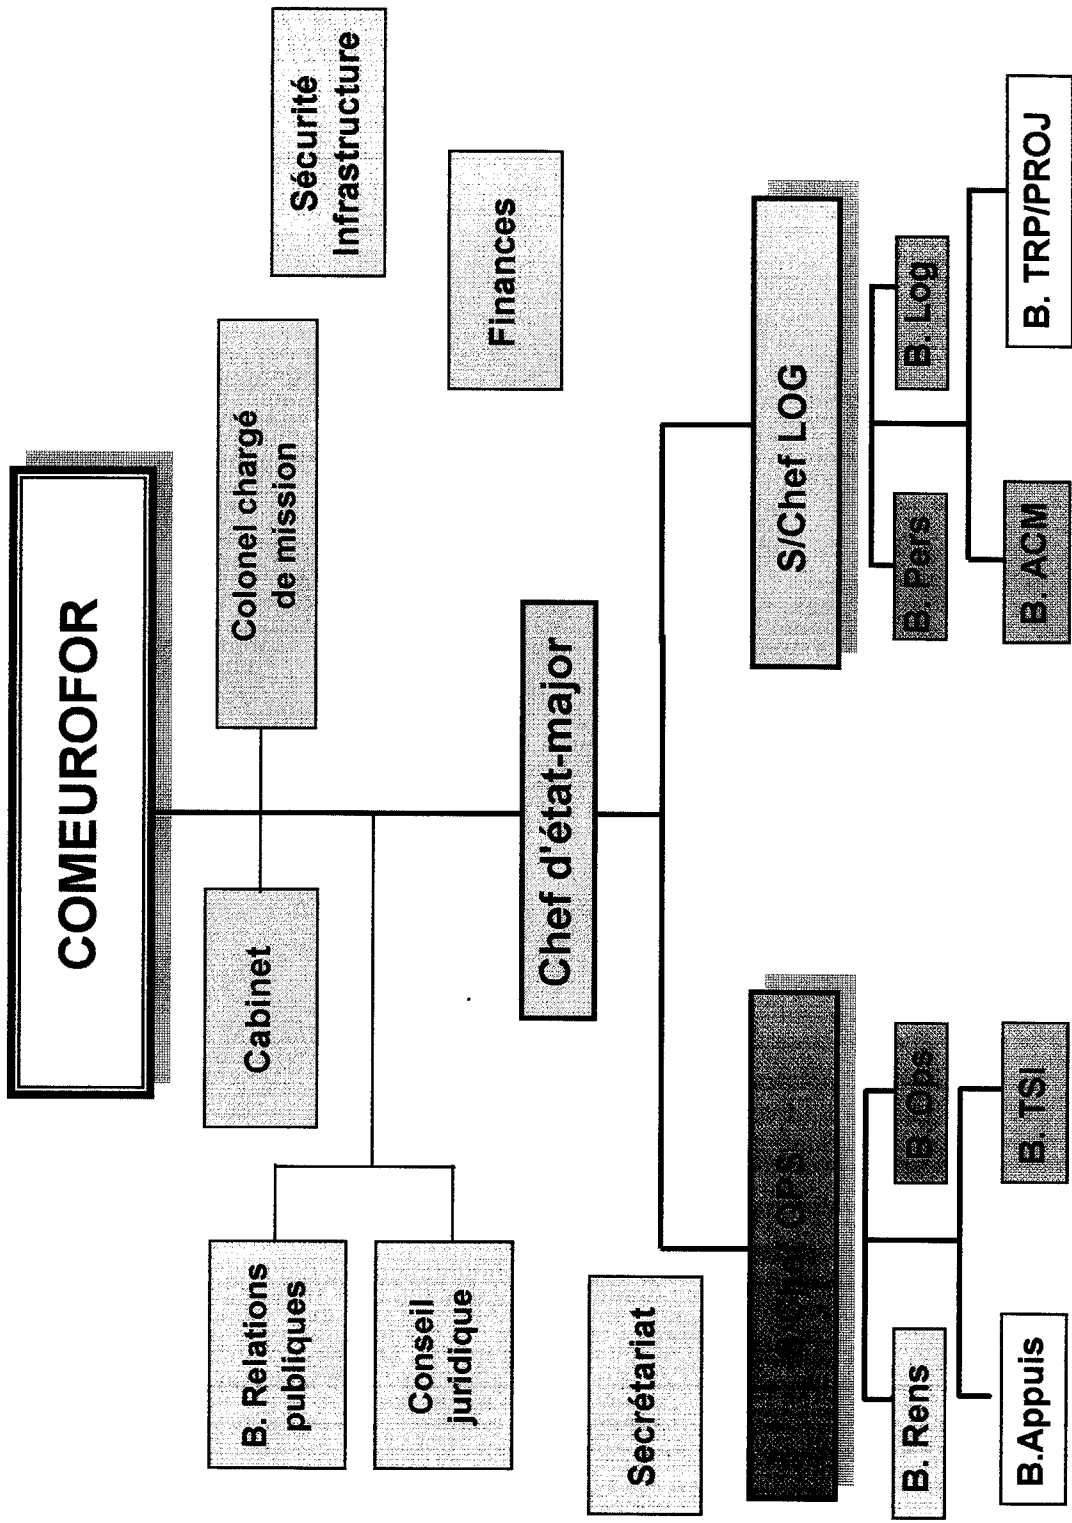 COMEUROFOR
B. Relations
publiques
Cabinet
Colonel chargé
de mission
Sécurité
Infrastructure
Conseil
juridique
Finances
Chef d'état-major
Secrétariat
OPS
S/Chef LOG
B. Rens
B. Ops
B. Pers
B. Log
B.Appuis
B. TSI
B. ACM
B. TRP/PROJ